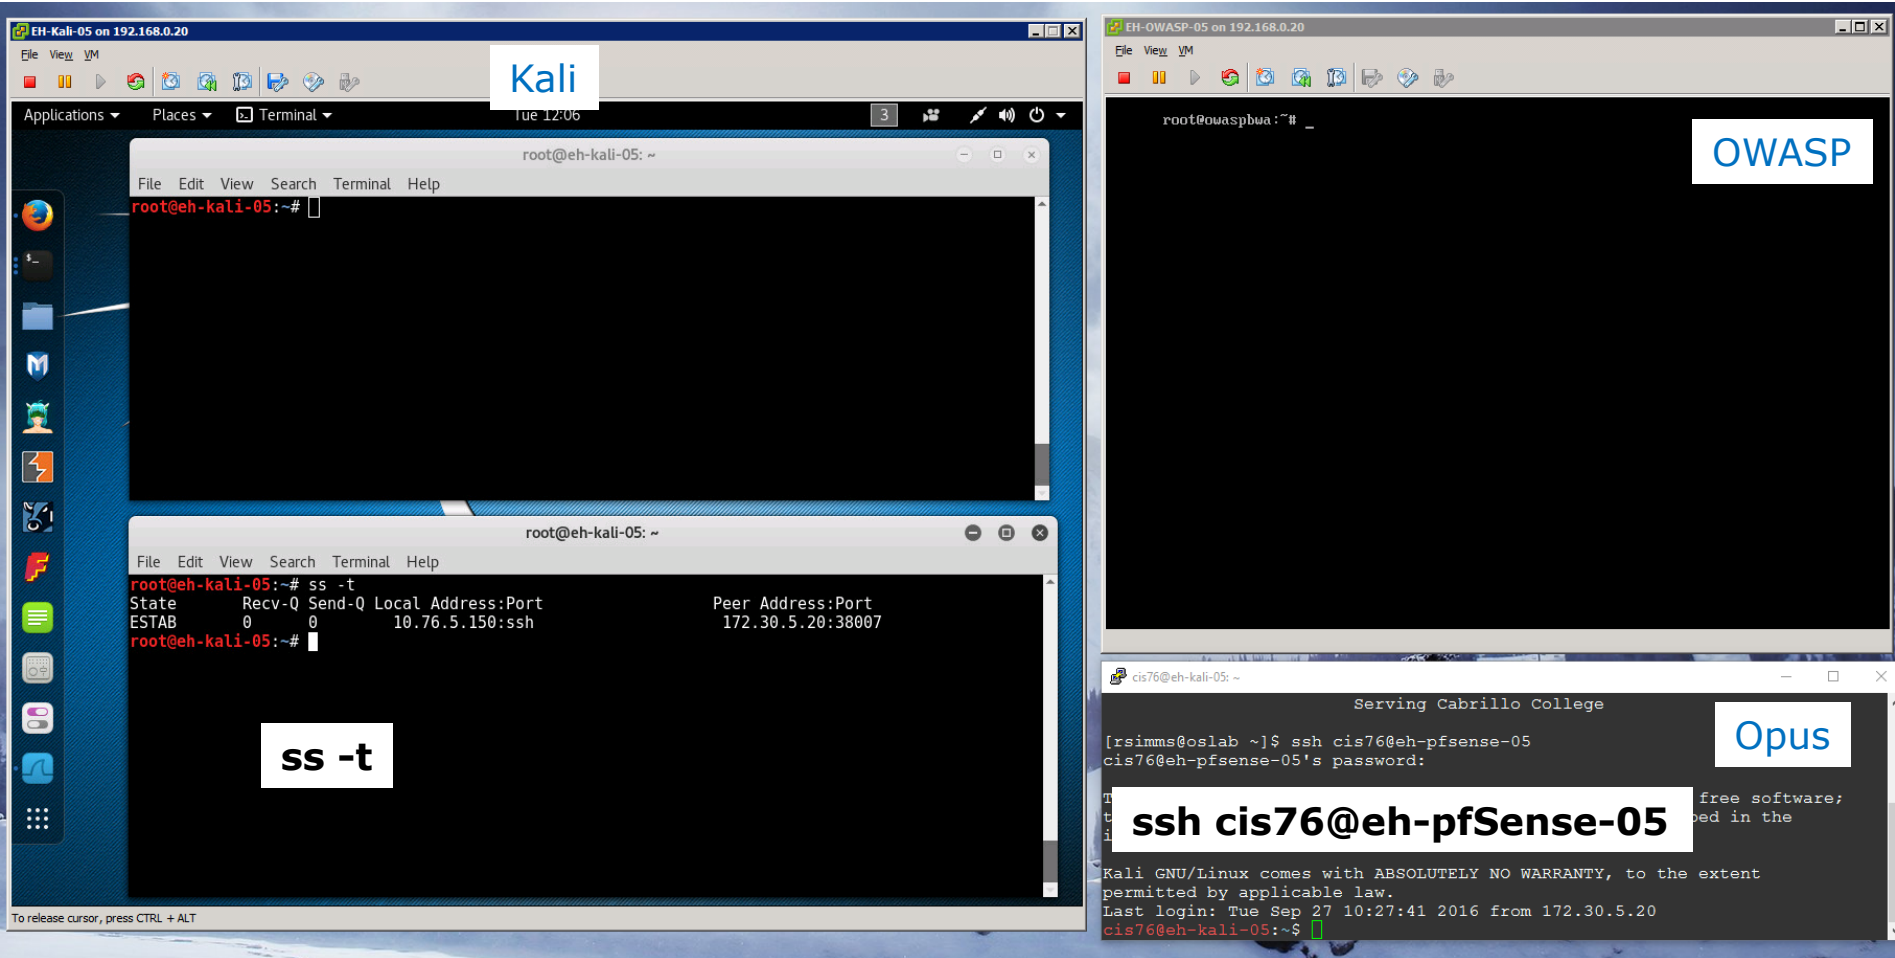 EH-Kali-05 on 192.168.0.20
File View VM
Kali
Applications Places Terminal Tue 12:06 3
root@eh-kali-05: ~
File Edit View Search Terminal Help
root@eh-kali-05:~#
$_
root@eh-kali-05: ~
File Edit View Search Terminal Help
root@eh-kali-05:~# ss -t
State Recv-Q Send-Q Local Address:Port Peer Address:Port
ESTAB 0 0 10.76.5.150:ssh 172.30.5.20:38007
root@eh-kali-05:~#
ss -t
To release cursor, press CTRL + ALT
EH-OWASP-05 on 192.168.0.20
File View VM
root@owaspbwa:~# _
OWASP
cis76@eh-kali-05: ~
Serving Cabrillo College
Opus
[rsimms@oslab ~]$ ssh cis76@eh-pfsense-05
cis76@eh-pfsense-05's password:
free software;
ssh cis76@eh-pfSense-05
in the
Kali GNU/Linux comes with ABSOLUTELY NO WARRANTY, to the extent
permitted by applicable law.
Last login: Tue Sep 27 10:27:41 2016 from 172.30.5.20
cis76@eh-kali-05:~$